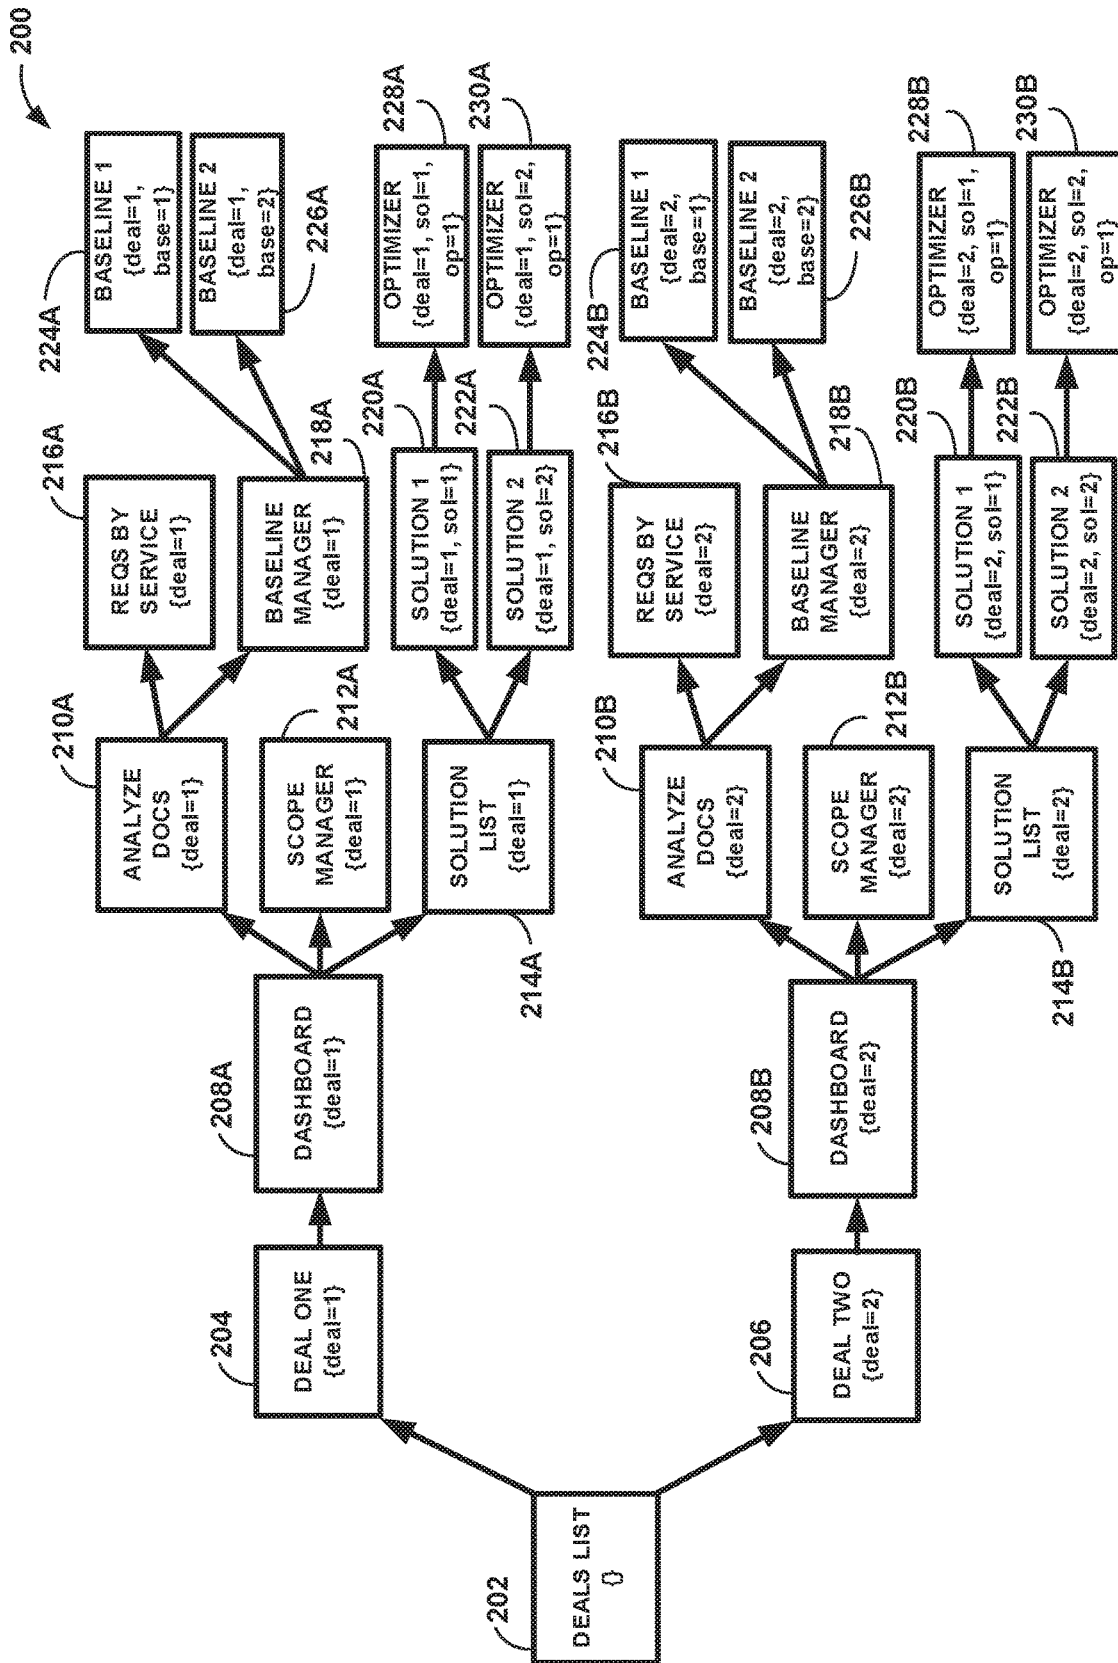 200
202
DEALS LIST
{}
204
DEAL ONE
{deal=1}
208A
DASHBOARD
{deal=1}
210A
ANALYZE
DOCS
{deal=1}
212A
SCOPE
MANAGER
{deal=1}
214A
SOLUTION
LIST
{deal=1}
216A
REQS BY
SERVICE
{deal=1}
218A
BASELINE
MANAGER
{deal=1}
220A
SOLUTION 1
{deal=1, sol=1}
222A
SOLUTION 2
{deal=1, sol=2}
224A
BASELINE 1
{deal=1,
base=1}
BASELINE 2
{deal=1,
base=2}
226A
228A
OPTIMIZER
{deal=1, sol=1,
op=1}
230A
OPTIMIZER
{deal=1, sol=2,
op=1}
206
DEAL TWO
{deal=2}
208B
DASHBOARD
{deal=2}
210B
ANALYZE
DOCS
{deal=2}
212B
SCOPE
MANAGER
{deal=2}
214B
SOLUTION
LIST
{deal=2}
216B
REQS BY
SERVICE
{deal=2}
218B
BASELINE
MANAGER
{deal=2}
220B
SOLUTION 1
{deal=2, sol=1}
222B
SOLUTION 2
{deal=2, sol=2}
224B
BASELINE 1
{deal=2,
base=1}
BASELINE 2
{deal=2,
base=2}
226B
228B
OPTIMIZER
{deal=2, sol=1,
op=1}
230B
OPTIMIZER
{deal=2, sol=2,
op=1}